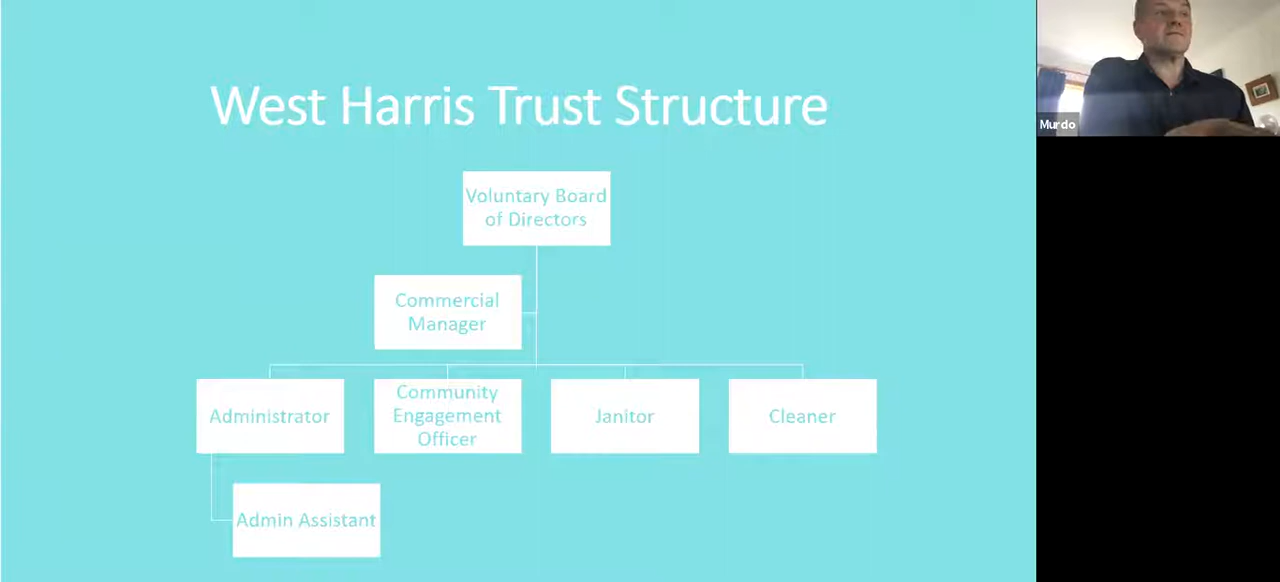 West Harris Trust Structure
Voluntary Board
of Directors
Commercial
Manager
Administrator
Community
Engagement
Officer
Janitor
Cleaner
Admin Assistant
Murdo